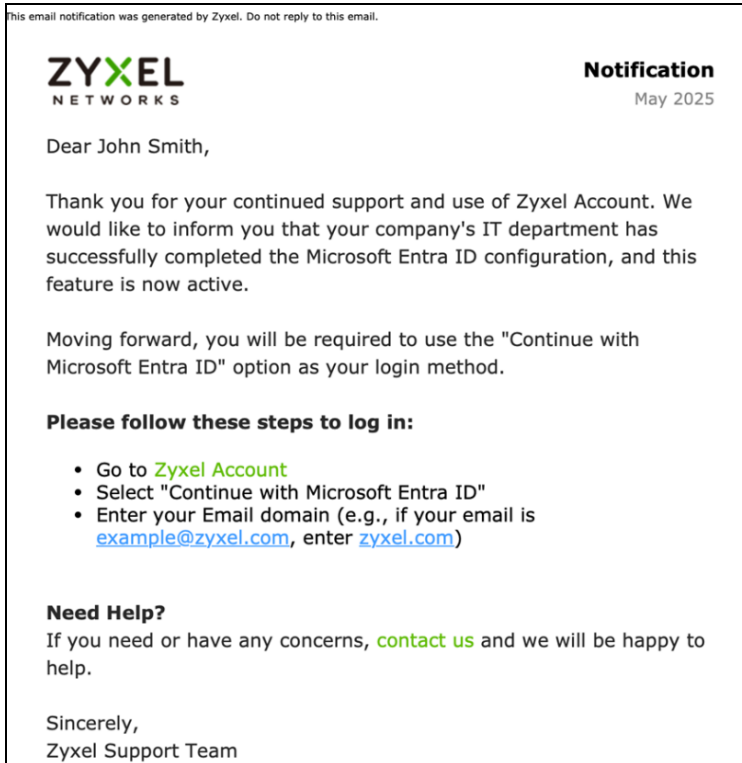 This email notification was generated by Zyxel. Do not reply to this email.
ZYXEL
NETWORKS
Notification
May 2025
Dear John Smith,
Thank you for your continued support and use of Zyxel Account. We
would like to inform you that your company's IT department has
successfully completed the Microsoft Entra ID configuration, and this
feature is now active.
Moving forward, you will be required to use the "Continue with
Microsoft Entra ID" option as your login method.
Please follow these steps to log in:
• Go to Zyxel Account
• Select "Continue with Microsoft Entra ID"
• Enter your Email domain (e.g., if your email is
example@zyxel.com, enter zyxel.com)
Need Help?
If you need or have any concerns, contact us and we will be happy to
help.
Sincerely,
Zyxel Support Team